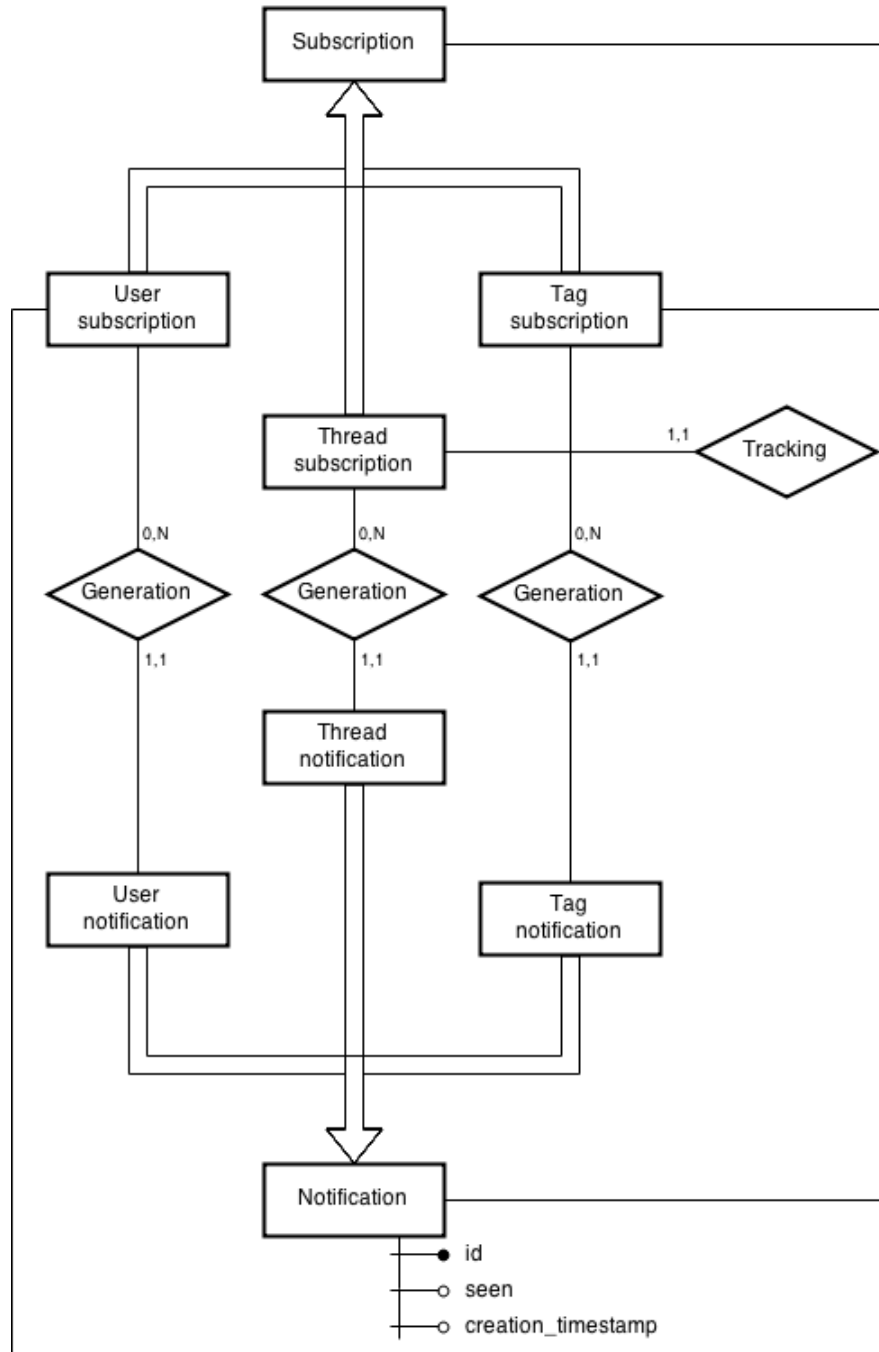 Subscription
User
subscription
Tag
subscription
Thread
subscription
1,1
Tracking
0,N
0,N
0,N
Generation
Generation
Generation
1,1
1,1
1,1
Thread
notification
User
notification
Tag
notification
Notification
id
seen
creation_timestamp